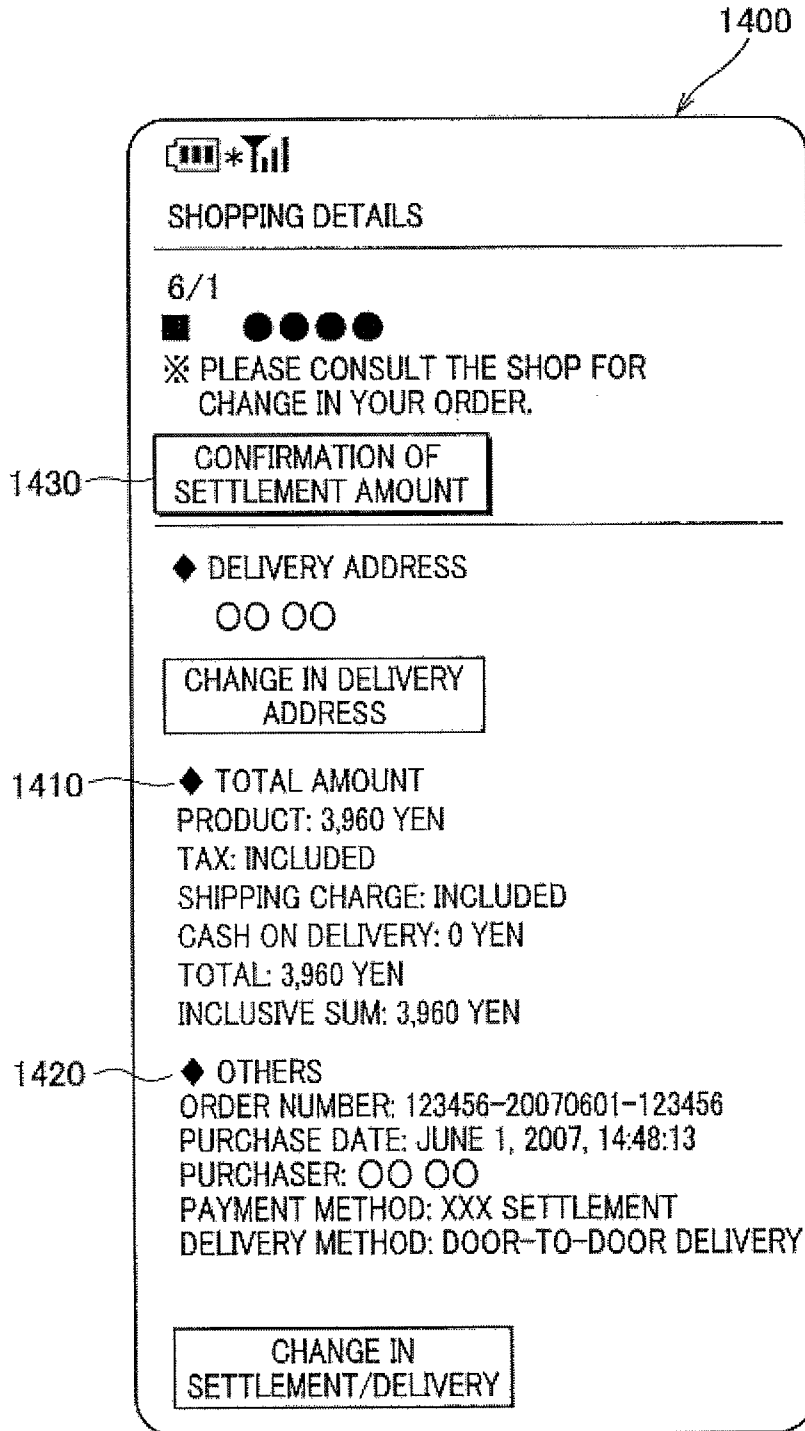 1400
SHOPPING DETAILS
6/1
■ ●●●●
※ PLEASE CONSULT THE SHOP FOR
CHANGE IN YOUR ORDER.
1430
CONFIRMATION OF
SETTLEMENT AMOUNT
◆ DELIVERY ADDRESS
○○ ○○
CHANGE IN DELIVERY
ADDRESS
1410
◆ TOTAL AMOUNT
PRODUCT: 3,960 YEN
TAX: INCLUDED
SHIPPING CHARGE: INCLUDED
CASH ON DELIVERY: 0 YEN
TOTAL: 3,960 YEN
INCLUSIVE SUM: 3,960 YEN
1420
◆ OTHERS
ORDER NUMBER: 123456-20070601-123456
PURCHASE DATE: JUNE 1, 2007, 14:48:13
PURCHASER: ○○ ○○
PAYMENT METHOD: XXX SETTLEMENT
DELIVERY METHOD: DOOR-TO-DOOR DELIVERY
CHANGE IN
SETTLEMENT/DELIVERY